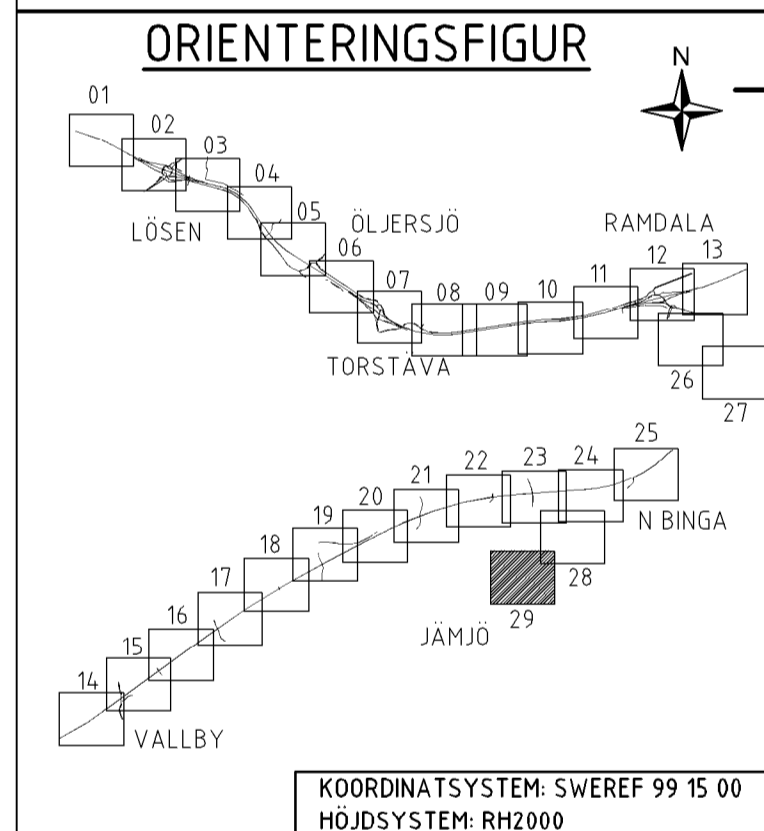 ORIENTERINGSFIGUR
N
01
02
03
04
LÖSEN
05
ÖLJERSJÖ
RAMDALA
06
07
08
09
10
11
12
13
TORSTÄVA
26
27
25
24
23
22
21
20
N BINGA
19
18
28
17
29
JÄMJÖ
16
15
14
VALLBY
KOORDINATSYSTEM: SWEREF 99 15 00
HÖJDSYSTEM: RH2000